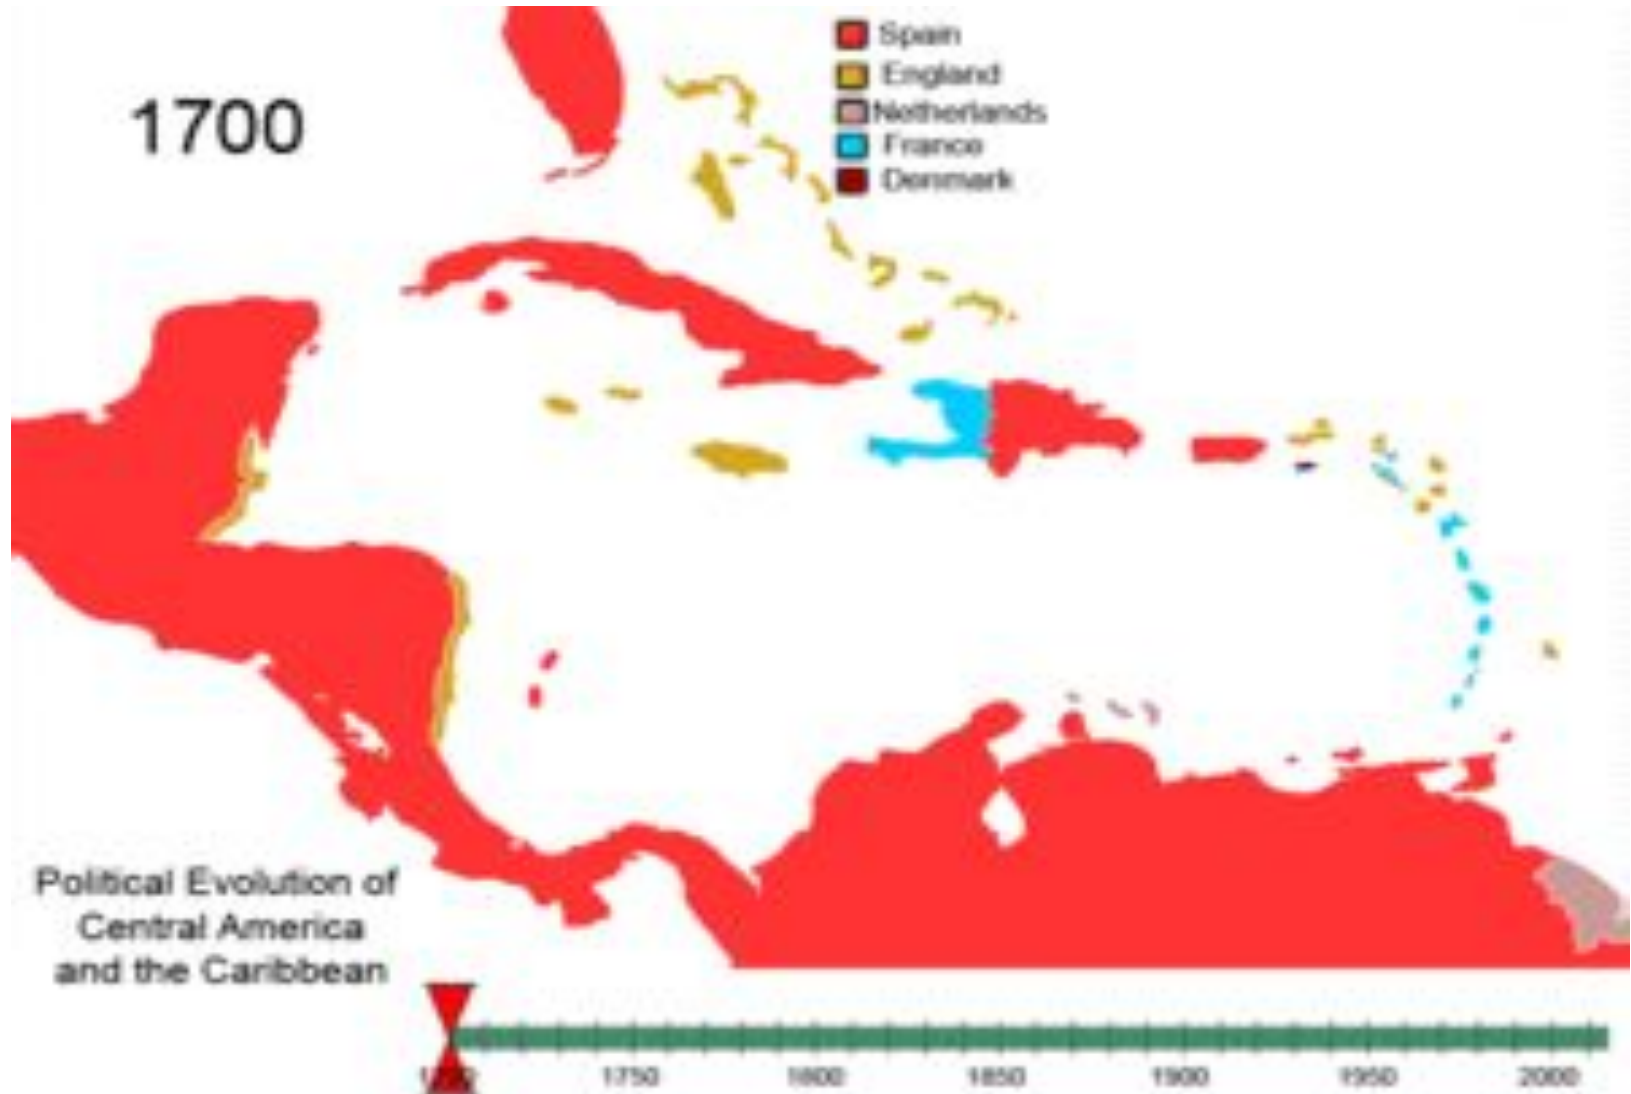 1700
Spain
England
Netherlands
France
Denmark
Political Evolution of
Central America
and the Caribbean
1750 1800 1850 1900 1950 2000